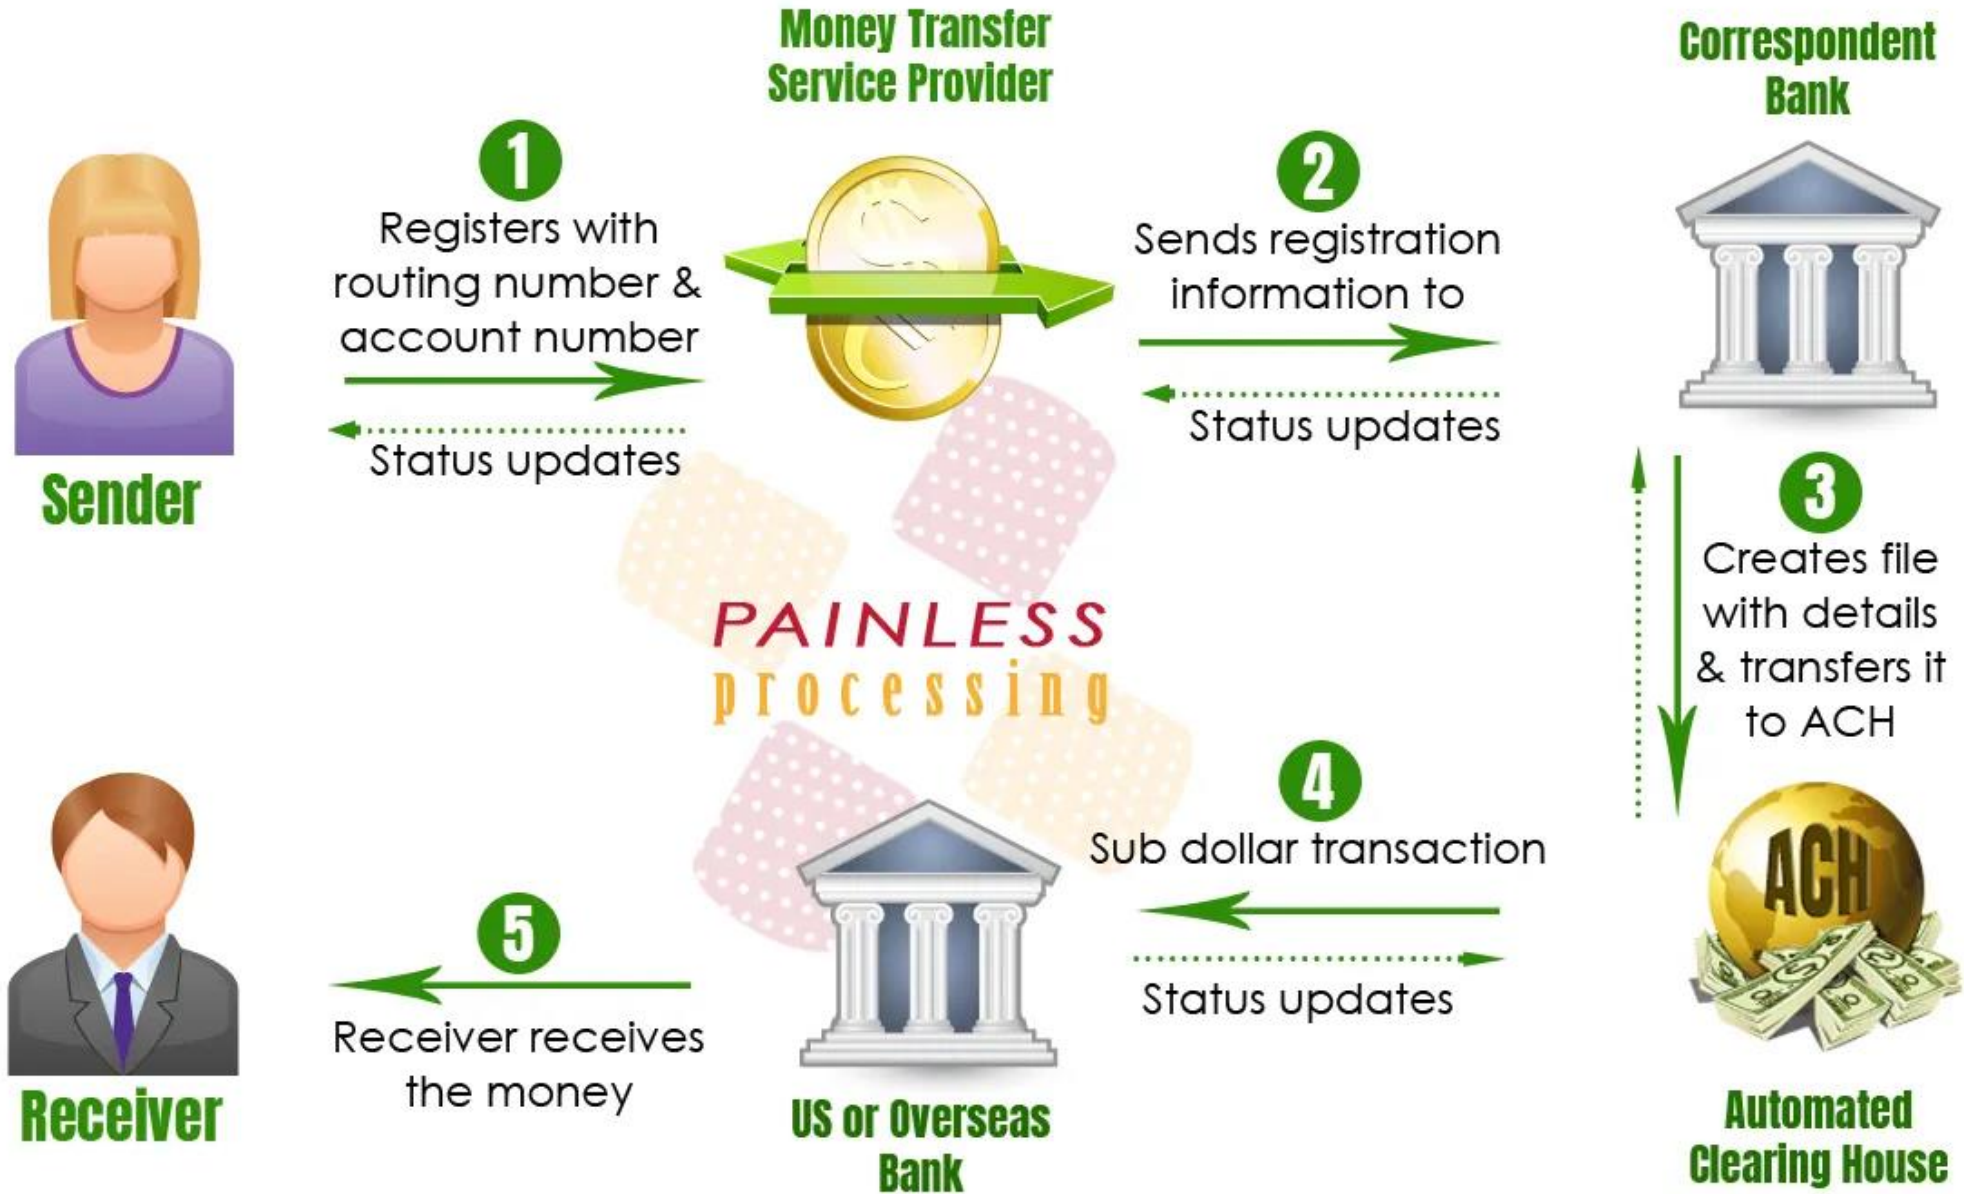 Money Transfer
Service Provider
Correspondent
Bank
1
Registers with
routing number &
account number
Status updates
Sender
2
Sends registration
information to
Status updates
3
Creates file
with details
& transfers it
to ACH
PAINLESS
processing
4
Sub dollar transaction
Status updates
ACH
5
Receiver receives
the money
Receiver
US or Overseas
Bank
Automated
Clearing House